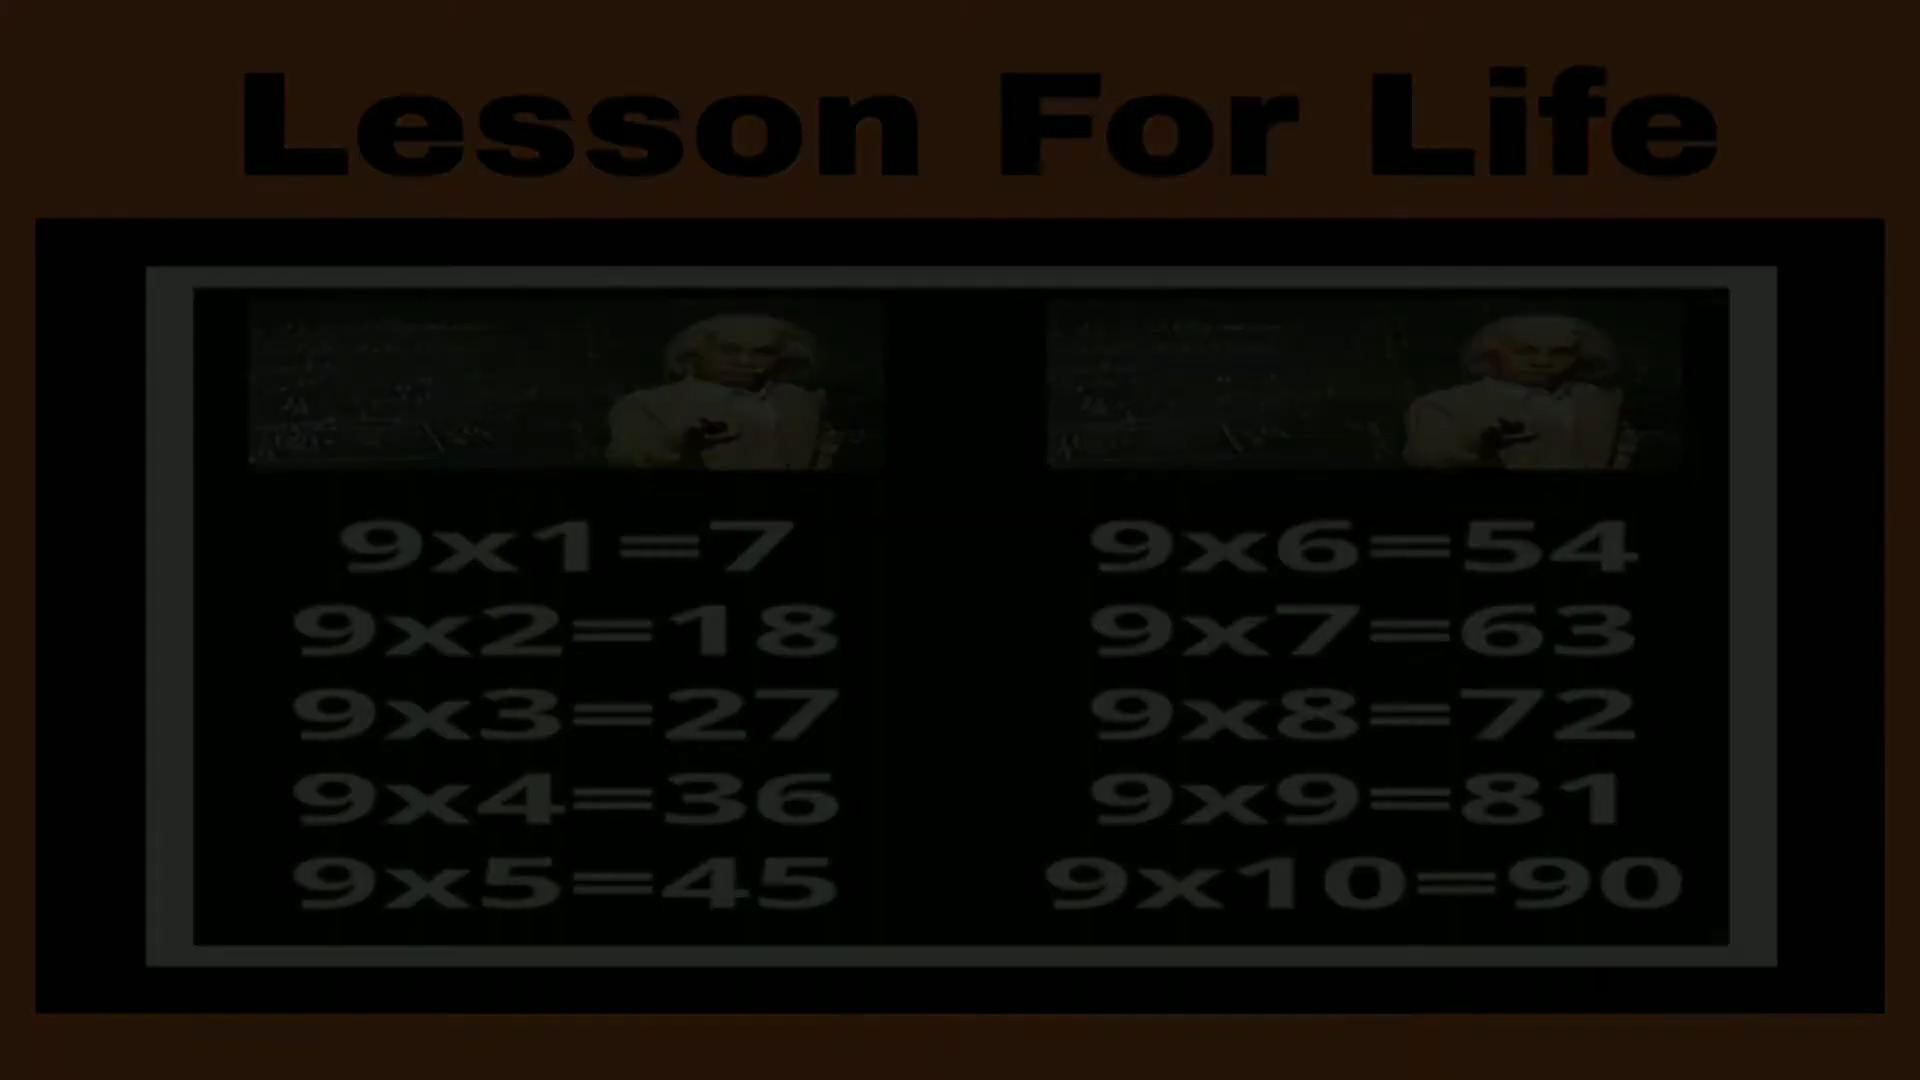 Lesson For Life
9x1=7
9x2=18
9x3=27
9x4=36
9x5=45
9x6=54
9x7=63
9x8=72
9x9=81
9x10=90